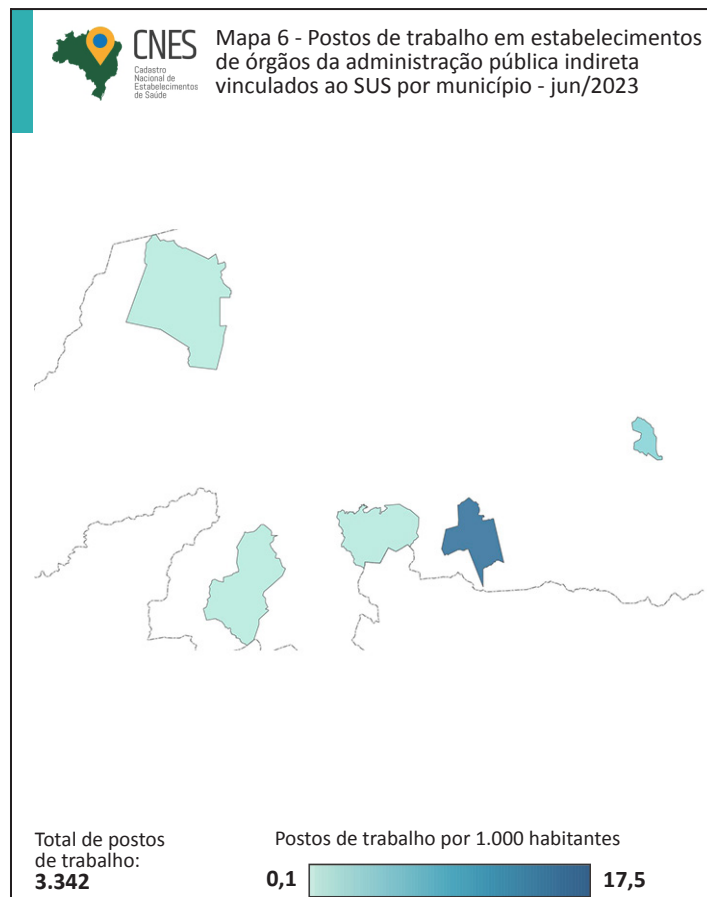 CNES
Cadastro
Nacional de
Estabelecimentos
de Saúde
Mapa 6 - Postos de trabalho em estabelecimentos
de órgãos da administração pública indireta
vinculados ao SUS por município - jun/2023
Total de postos
de trabalho:
3.342
Postos de trabalho por 1.000 habitantes
0,1
17,5